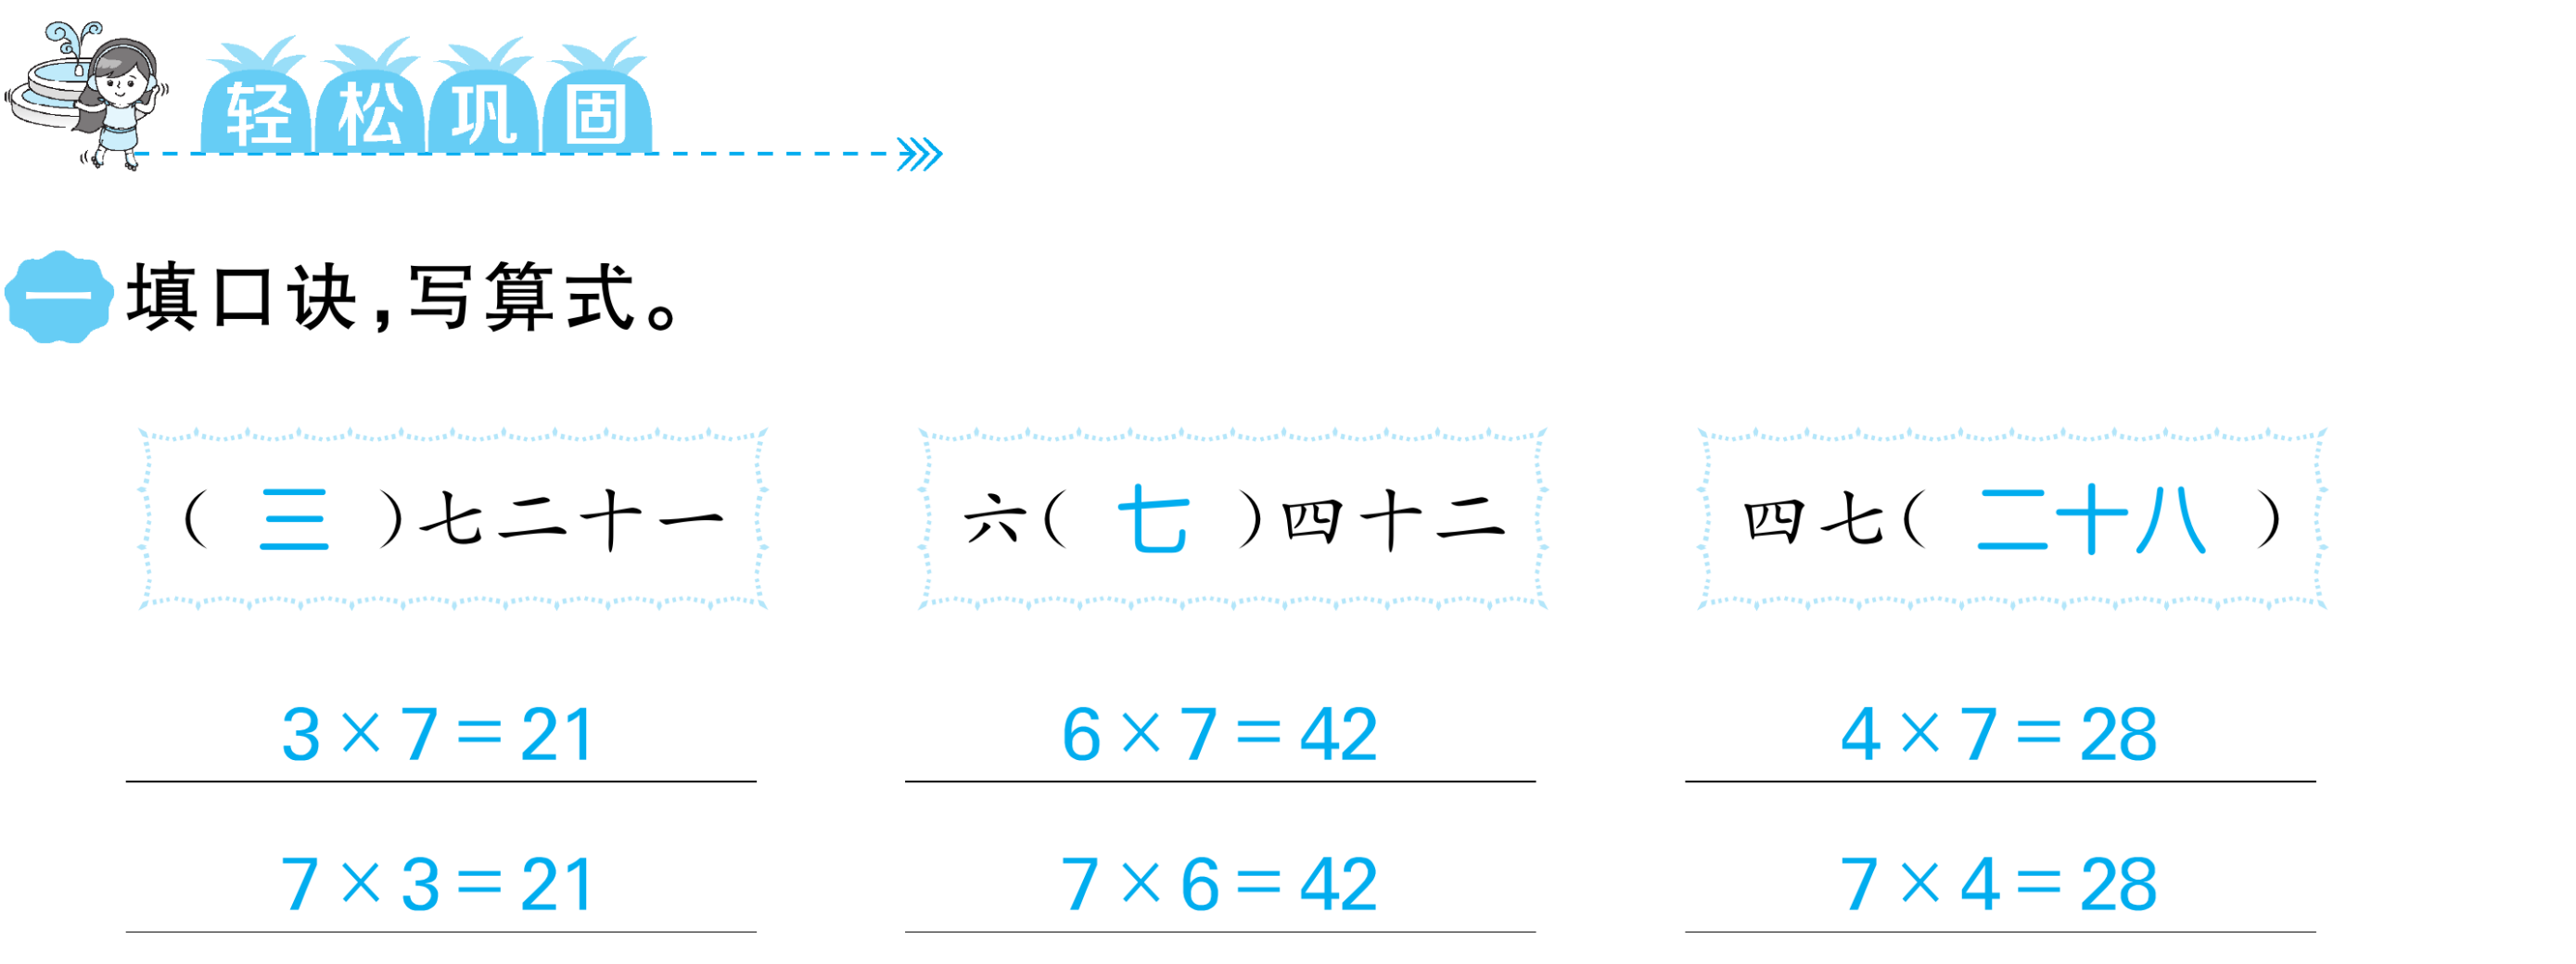 轻松巩固
一 填口诀,写算式。
( 三 )七二十一 六( 七 )四十二 四七( 二十八 )
3×7=21 6×7=42 4×7=28
7×3=21 7×6=42 7×4=28